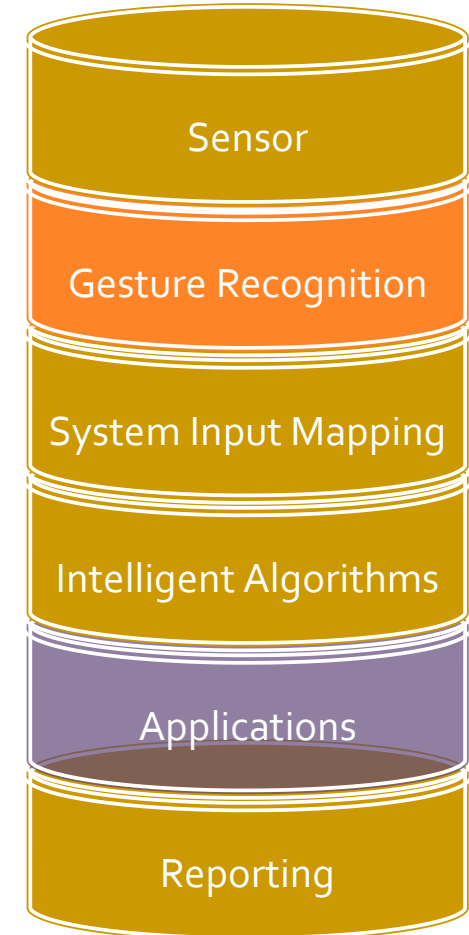 Sensor
Gesture Recognition
System Input Mapping
Intelligent Algorithms
Applications
Reporting